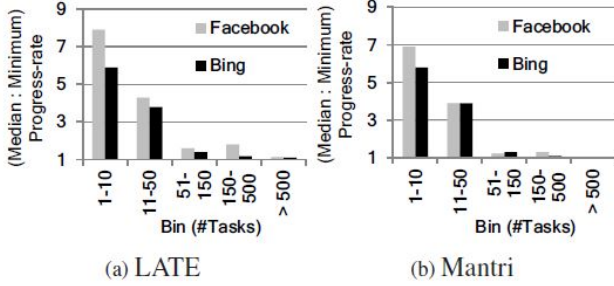 (Median : Minimum)
Progress-rate
9
7
5
3
1
Facebook
Bing
1-10
11-50
51-
150
150-
500
> 500
Bin (#Tasks)
(a) LATE
(Median : Minimum)
Progress-rate
9
7
5
3
1
Facebook
Bing
1-10
11-50
51-
150
150-
500
> 500
Bin (#Tasks)
(b) Mantri